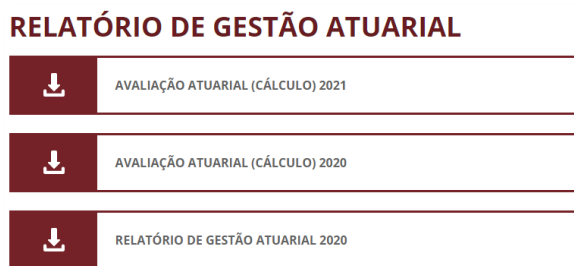 RELATÓRIO DE GESTÃO ATUARIAL
AVALIAÇÃO ATUARIAL (CÁLCULO) 2021
AVALIAÇÃO ATUARIAL (CÁLCULO) 2020
RELATÓRIO DE GESTÃO ATUARIAL 2020